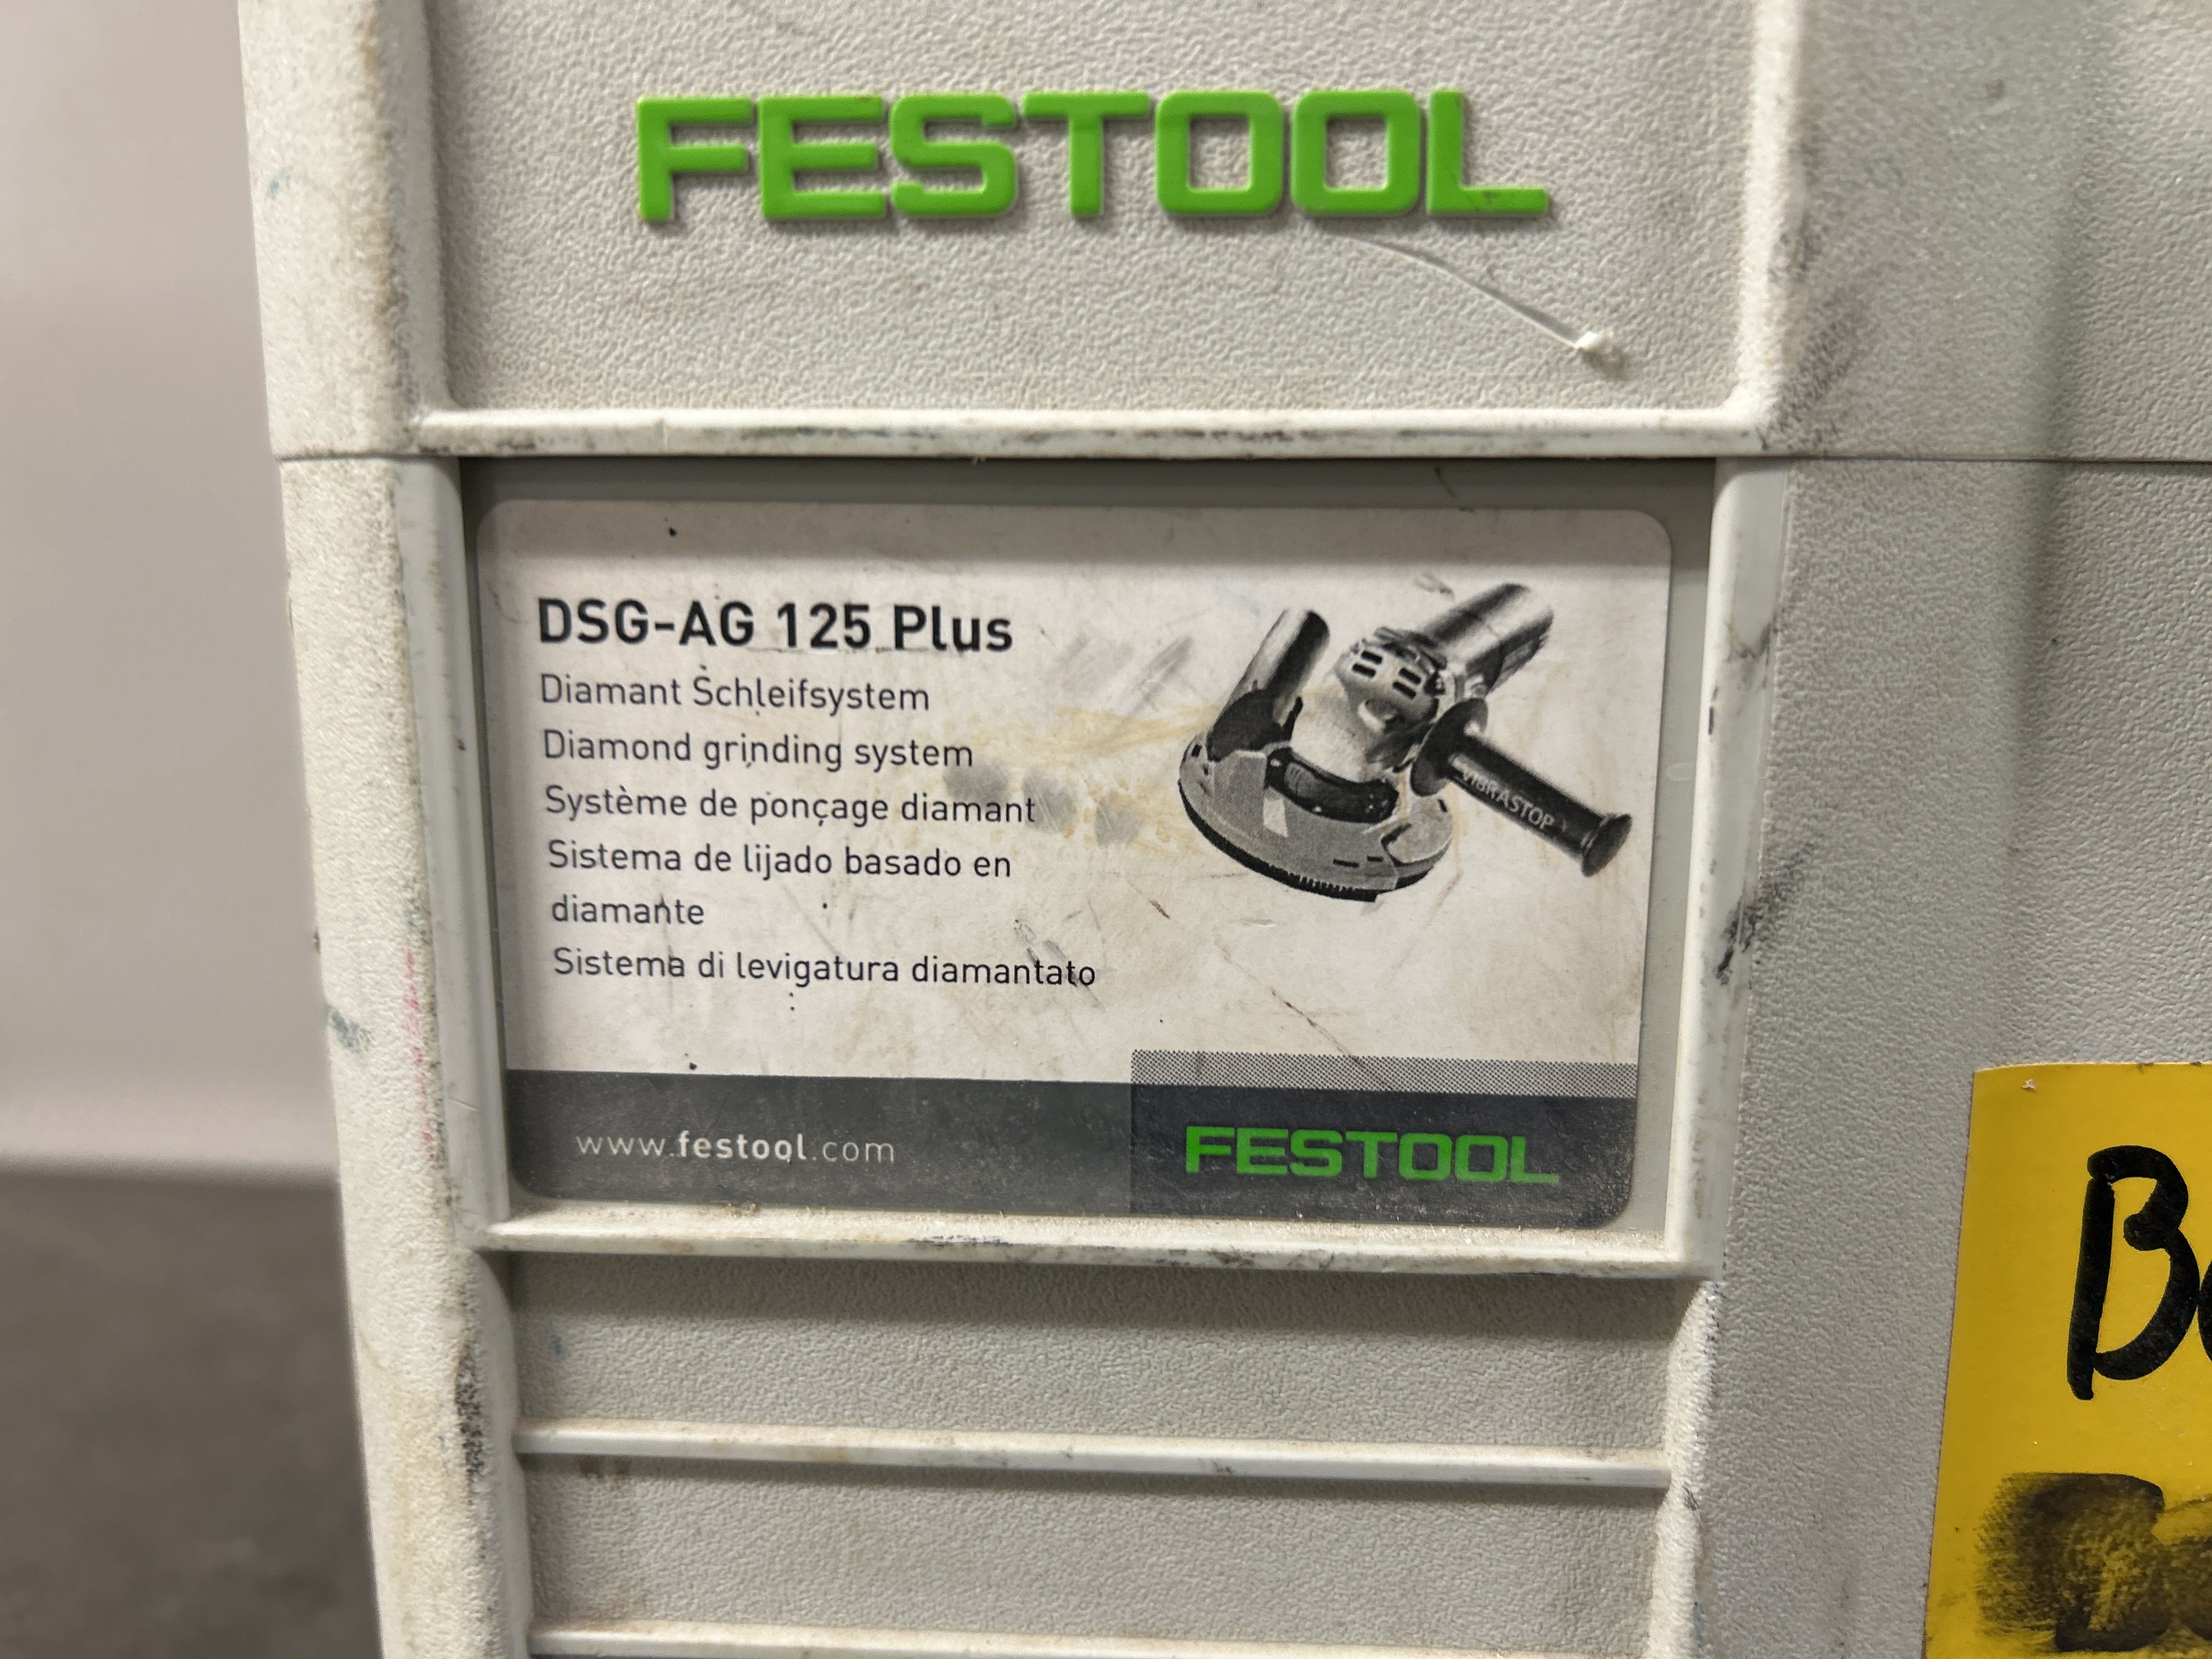 FESTOOL
DSG-AG 125 Plus
Diamant Schleifsystem
Diamond grinding system
Système de ponçage diamant
Sistema de lijado basado en
diamante
Sistema di levigatura diamantato
VIBRASTOP
www.festool.com
FESTOOL